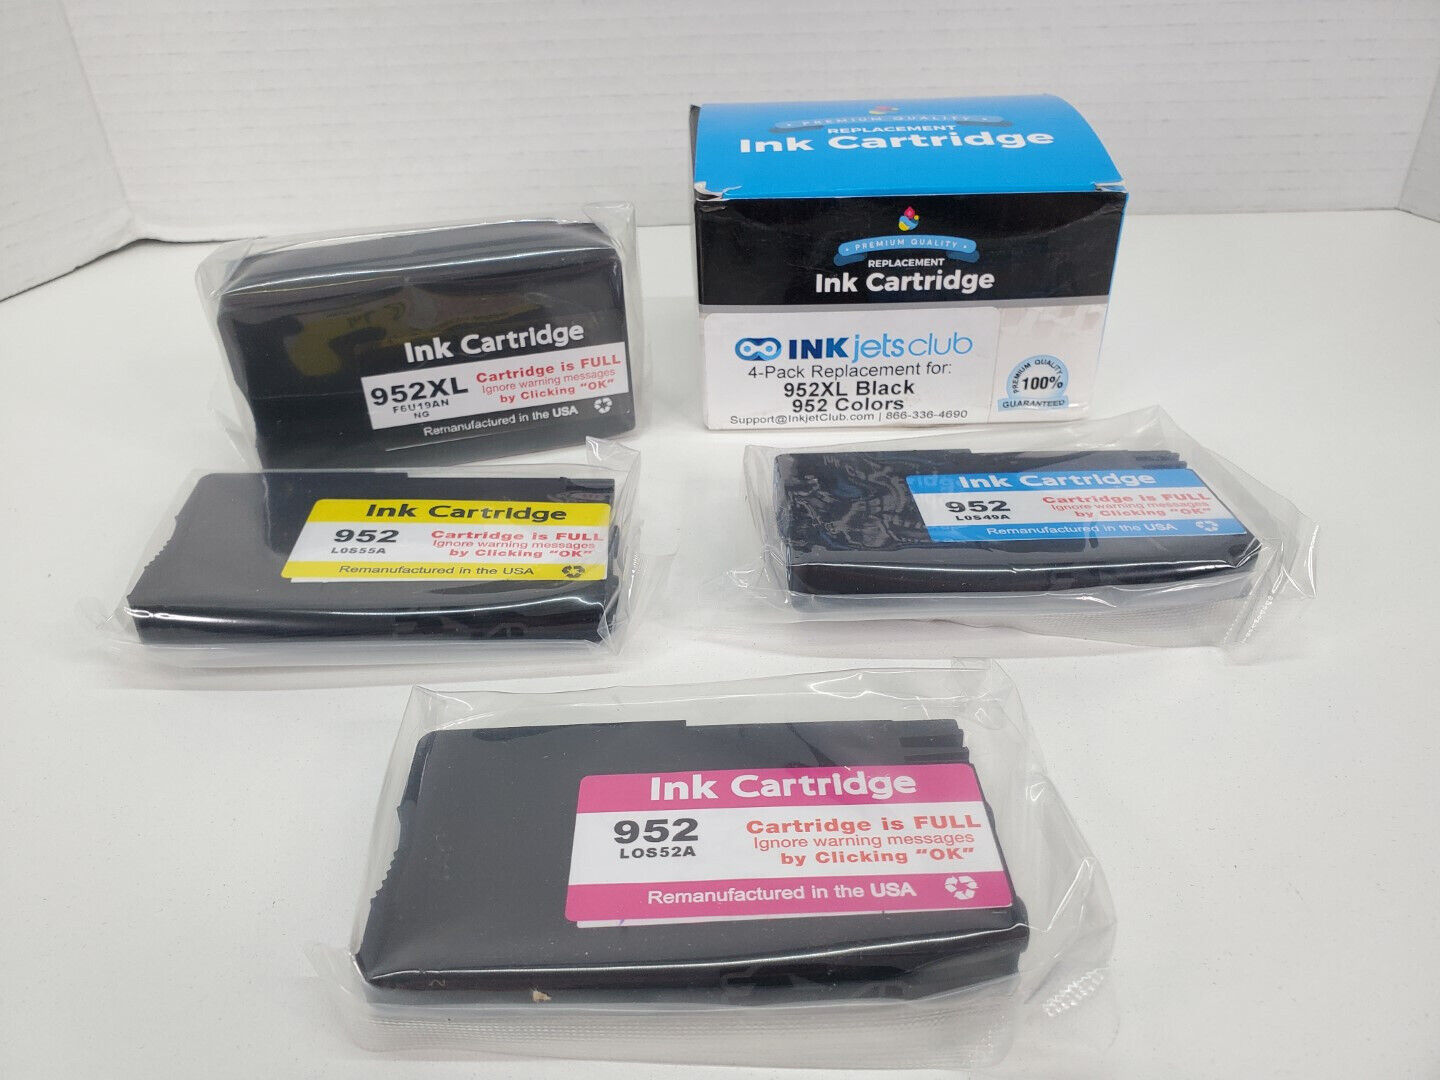 PREMIUM QUALITY
REPLACEMENT
Ink Cartridge
PREMIUM QUALITY
REPLACEMENT
Ink Cartridge
INKjetsclub
4-Pack Replacement for:
952XL Black
952 Colors
Support@InkjetClub.com | 866-336-4690
PREMIUM QUALITY
100%
GUARANTEED
Ink Cartridge
952XL
F6U19AN
NG
Cartridge is FULL
Ignore warning messages
by Clicking “OK”
Remanufactured in the USA
Ink Cartridge
952
L0S55A
Cartridge is FULL
Ignore warning messages
by Clicking “OK”
Remanufactured in the USA
Ink Cartridge
952
L0S49A
Cartridge is FULL
Ignore warning messages
by Clicking “OK”
Remanufactured in the USA
Ink Cartridge
952
LOS52A
Cartridge is FULL
Ignore warning messages
by Clicking “OK”
Remanufactured in the USA
2